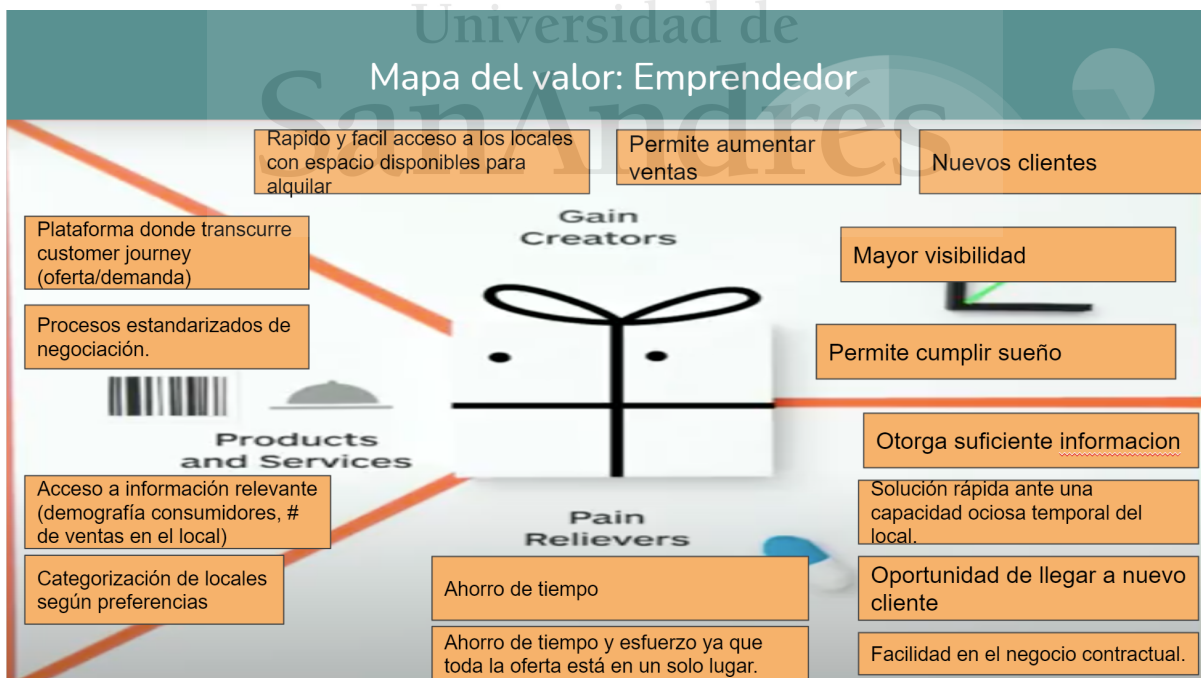 Universidad de
SanAndrés
Mapa del valor: Emprendedor
Rapido y facil acceso a los locales
con espacio disponibles para
alquilar
Permite aumentar
ventas
Nuevos clientes
Gain
Creators
Plataforma donde transcurre
customer journey
(oferta/demanda)
Mayor visibilidad
Procesos estandarizados de
negociación.
Permite cumplir sueño
Products
and Services
Otorga suficiente informacion
Acceso a información relevante
(demografía consumidores, #
de ventas en el local)
Solución rápida ante una
capacidad ociosa temporal del
local.
Pain
Relievers
Categorización de locales
según preferencias
Ahorro de tiempo
Oportunidad de llegar a nuevo
cliente
Ahorro de tiempo y esfuerzo ya que
toda la oferta está en un solo lugar.
Facilidad en el negocio contractual.